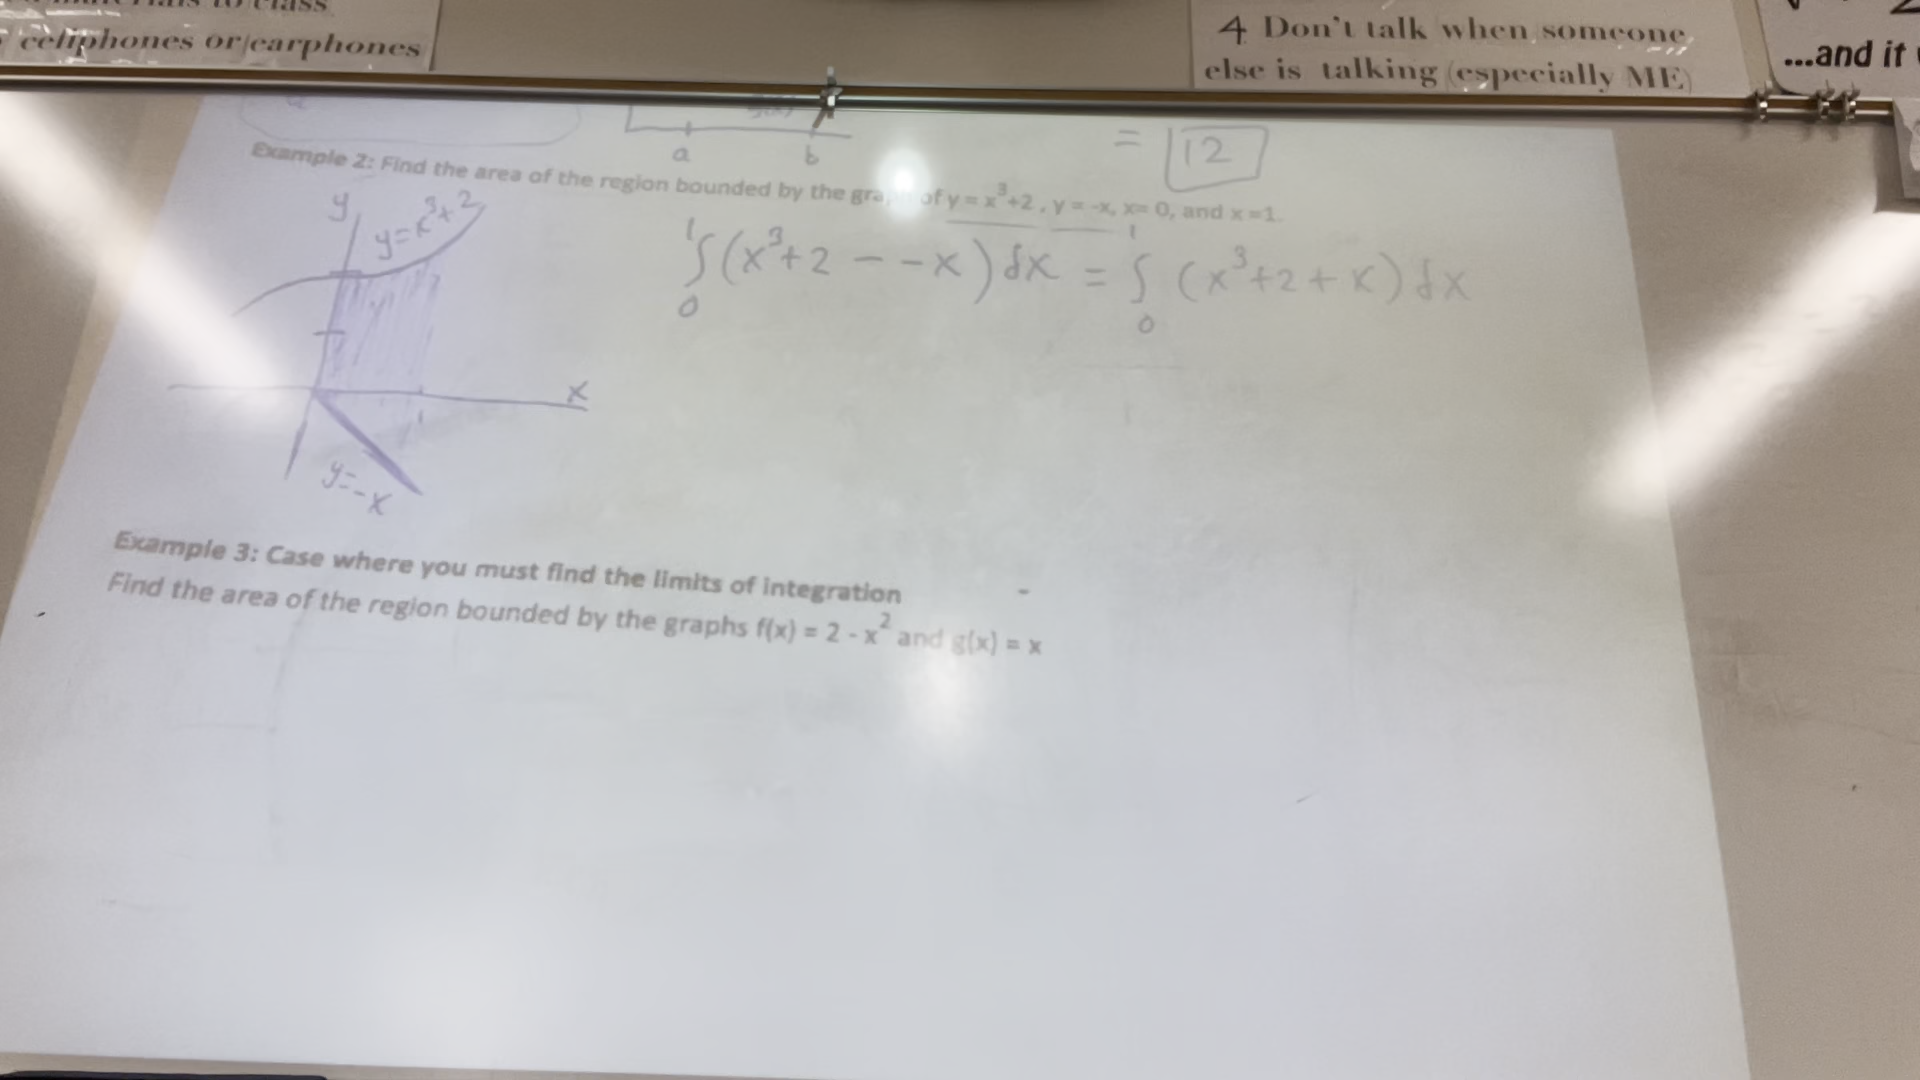 to class
cellphones or earphones
4 Don't talk when someone
else is talking (especially ME)
...and it
a b
= 12
Example 2: Find the area of the region bounded by the graph of y = x³+2 , y = -x, x= 0, and x =1.
y
y=x³+2
x
y=-x
1 1
∫(x³+2 - -x)dx = ∫ (x³+2+x)dx
0 0
Example 3: Case where you must find the limits of integration
Find the area of the region bounded by the graphs f(x) = 2 - x² and g(x) = x